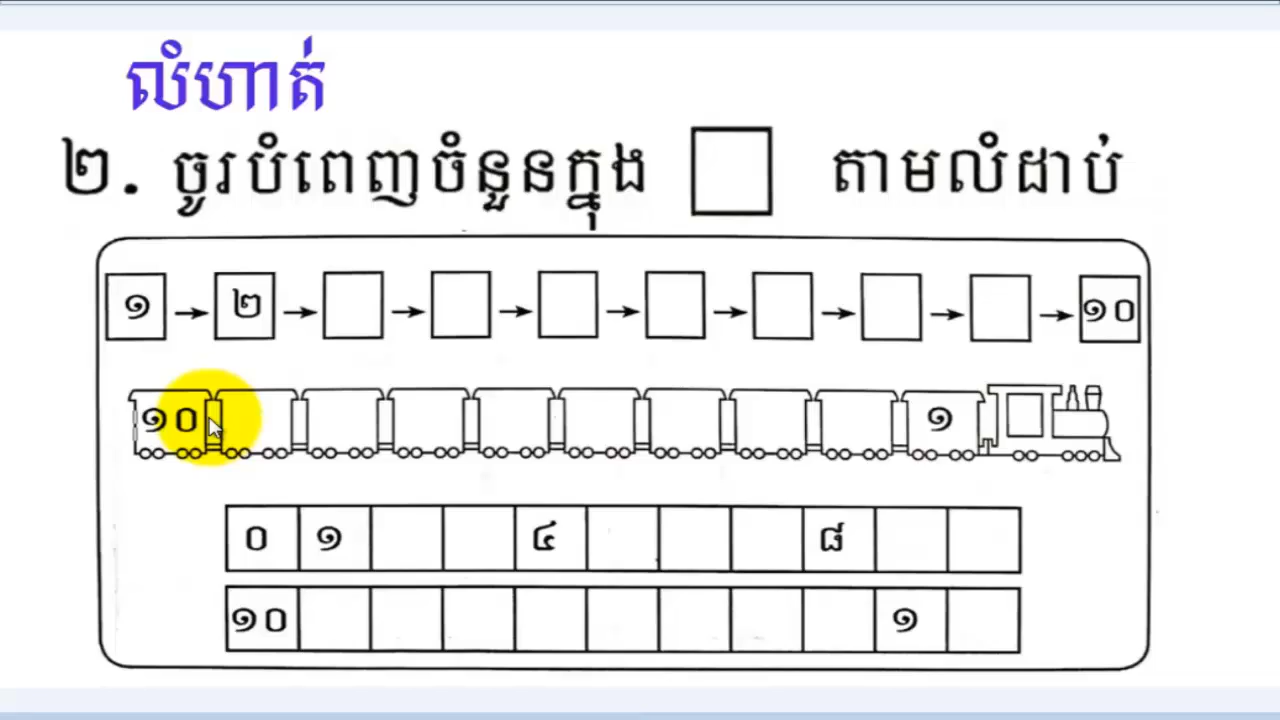 លំហាត់
២. ចូរបំពេញចំនួនក្នុង តាមលំដាប់
១ → ២ → → → → → → → → ១០
១០ ១
០ ១ ៤ ៨
១០ ១